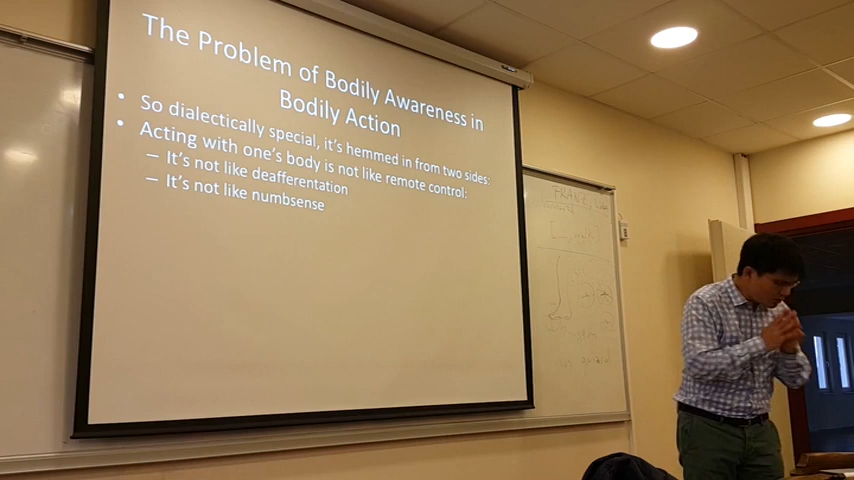 The Problem of Bodily Awareness in
Bodily Action
• So dialectically special, it's hemmed in from two sides:
• Acting with one's body is not like remote control:
– It's not like deafferentation
– It's not like numbsense